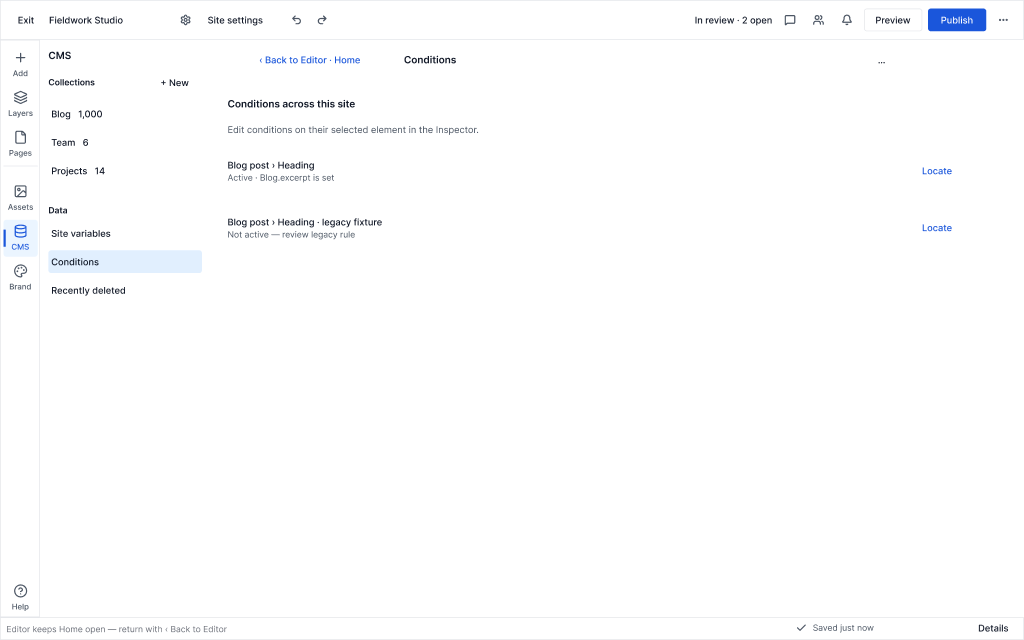 Exit Fieldwork Studio Site settings In review · 2 open Preview Publish ···
Add
Layers
Pages
Assets
CMS
Brand
Help
CMS
Collections + New
Blog 1,000
Team 6
Projects 14
Data
Site variables
Conditions
Recently deleted
‹ Back to Editor · Home Conditions ...
Conditions across this site
Edit conditions on their selected element in the Inspector.
Blog post › Heading
Active · Blog.excerpt is set
Locate
Blog post › Heading · legacy fixture
Not active — review legacy rule
Locate
Editor keeps Home open — return with ‹ Back to Editor Saved just now Details